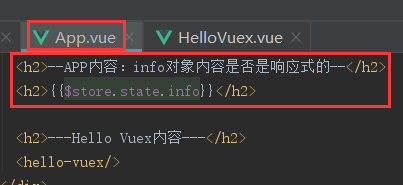 App.vue HelloVuex.vue
<h2>--APP内容：info对象内容是否是响应式的--</h2>
<h2>{{$store.state.info}}</h2>
<h2>---Hello Vuex内容---</h2>
<hello-vuex/>